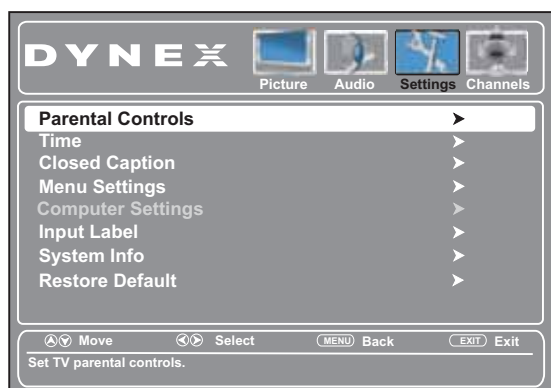 DYNEX
Picture Audio Settings Channels
Parental Controls
Time
Closed Caption
Menu Settings
Computer Settings
Input Label
System Info
Restore Default
Move Select MENU Back EXIT Exit
Set TV parental controls.